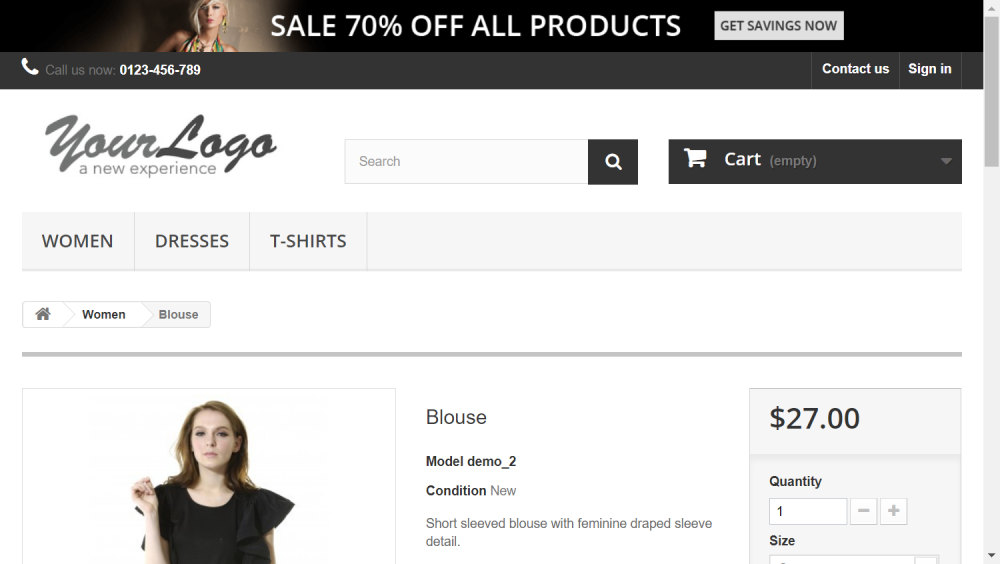 SALE 70% OFF ALL PRODUCTS GET SAVINGS NOW
Call us now: 0123-456-789 Contact us Sign in
YourLogo
a new experience
Search
Cart (empty)
WOMEN DRESSES T-SHIRTS
Women Blouse
Blouse
Model demo_2
Condition New
Short sleeved blouse with feminine draped sleeve
detail.
$27.00
Quantity
1
Size